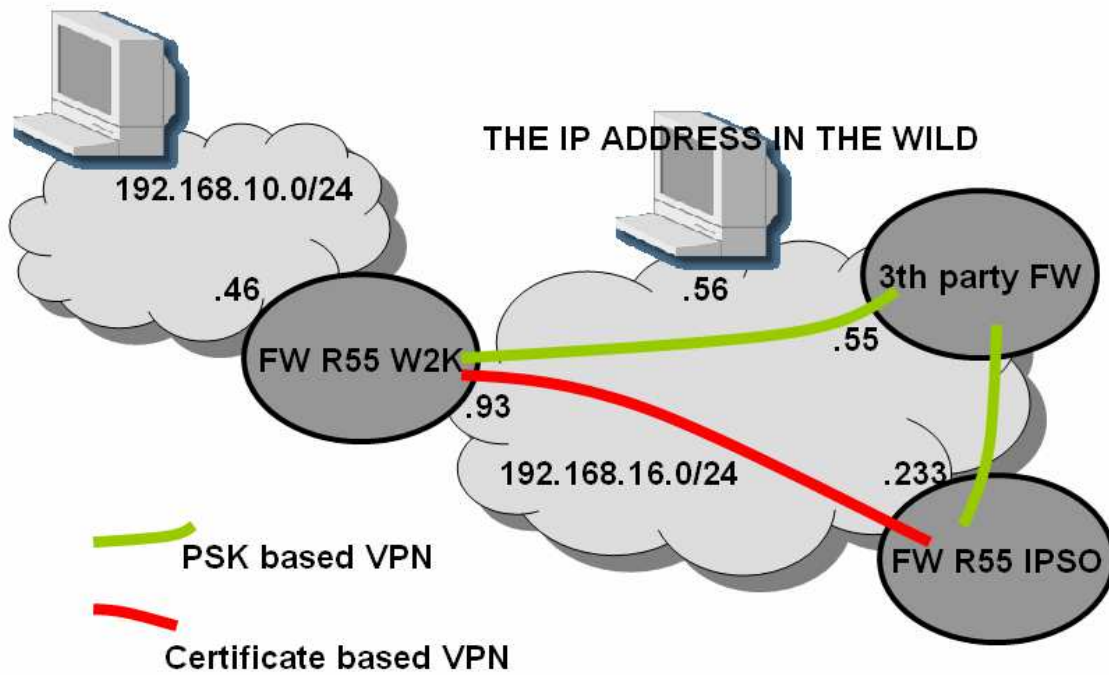 THE IP ADDRESS IN THE WILD
192.168.10.0/24
.46
.56
3th party FW
.55
FW R55 W2K
.93
192.168.16.0/24
.233
FW R55 IPSO
PSK based VPN
Certificate based VPN